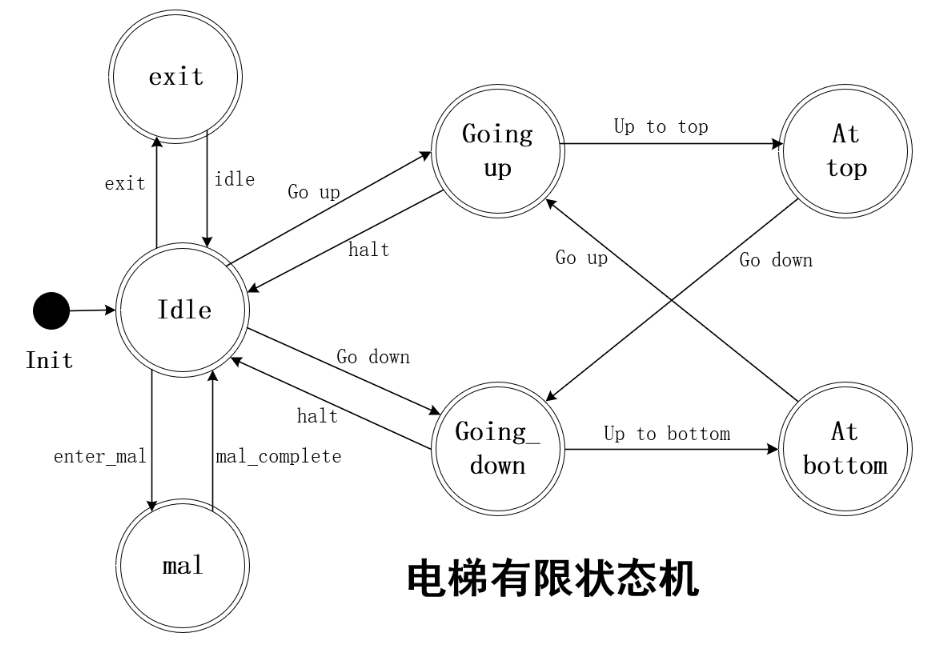 exit
Going
up
Up to top
At
top
exit
idle
Go up
halt
Go up
Go down
Idle
Init
Go down
halt
Going_
down
Up to bottom
At
bottom
enter_mal
mal_complete
mal
电梯有限状态机